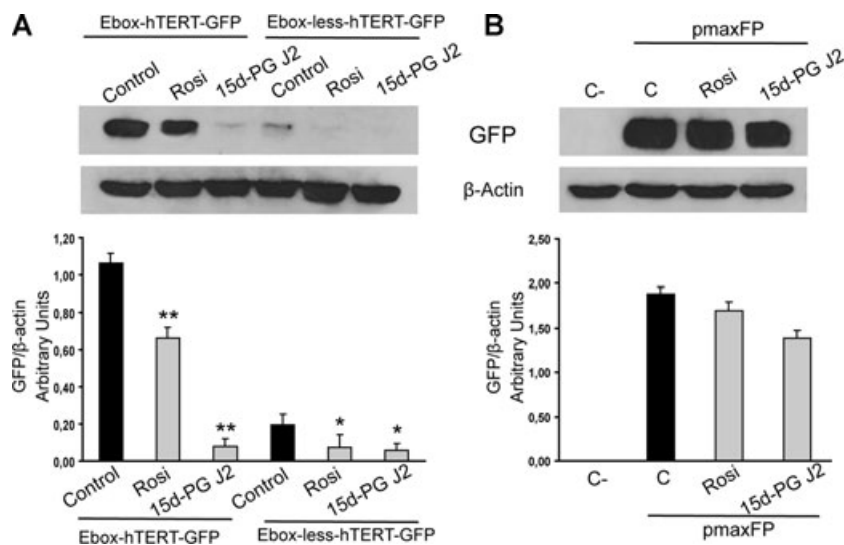 A
Ebox-hTERT-GFP Ebox-less-hTERT-GFP
Control Rosi 15d-PG J2 Control Rosi 15d-PG J2
1,20
1,00
0,80
0,60
0,40
0,20
0,00
GFP/β-actin
Arbitrary Units
**
**
*
*
Control Rosi 15d-PG J2 Control Rosi 15d-PG J2
Ebox-hTERT-GFP Ebox-less-hTERT-GFP
B
pmaxFP
C- C Rosi 15d-PG J2
GFP
β-Actin
2,50
2,00
1,50
1,00
0,50
0,00
GFP/β-actin
Arbitrary Units
C- C Rosi 15d-PG J2
pmaxFP